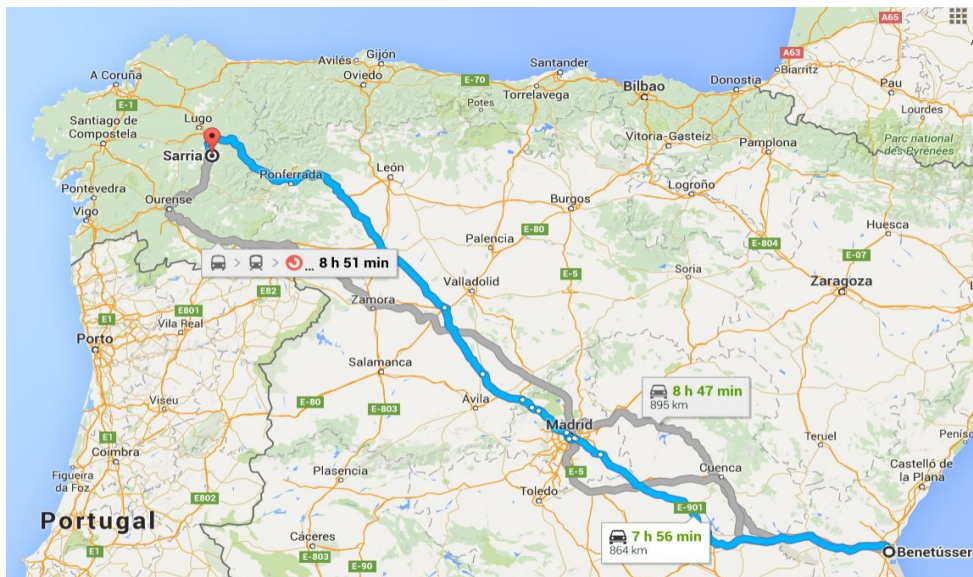 A65
A63
Gijón
Avilés
Oviedo
E-70
Santander
Torrelavega
Potes
Bilbao
Donostia
Biarritz
Pau
Lourdes
Parc national
des Pyrénées
A Coruña
E-1
Santiago de
Compostela
Lugo
Sarria
Ponferrada
León
Vitoria-Gasteiz
Pamplona
Logroño
Burgos
Pontevedra
Vigo
Ourense
Huesca
Palencia
E-80
E-804
E-07
... 8 h 51 min
E-5
Soria
Zaragoza
E82
E801
E1
Vila Real
Porto
Zamora
Valladolid
Salamanca
Ávila
E-80
E-803
8 h 47 min
895 km
Viseu
Madrid
Teruel
E1
Coimbra
Figueira
da Foz
Plasencia
E-5
Toledo
Cuenca
Castelló de
la Plana
E802
E-901
Portugal
Cáceres
7 h 56 min
864 km
Benetússer
E1
E-803
E-90